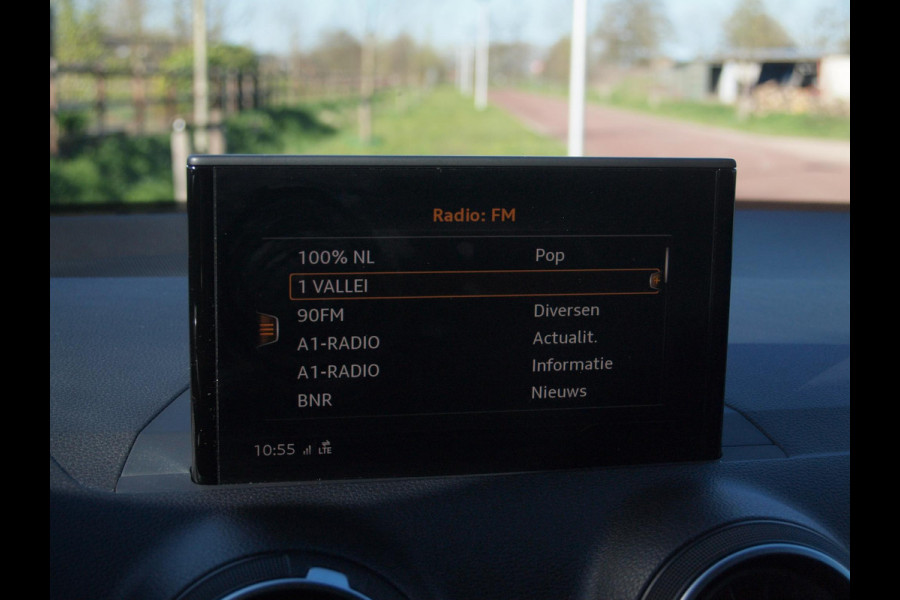 Radio: FM
100% NL Pop
1 VALLEI
90FM Diversen
A1-RADIO Actualit.
A1-RADIO Informatie
BNR Nieuws
10:55 LTE